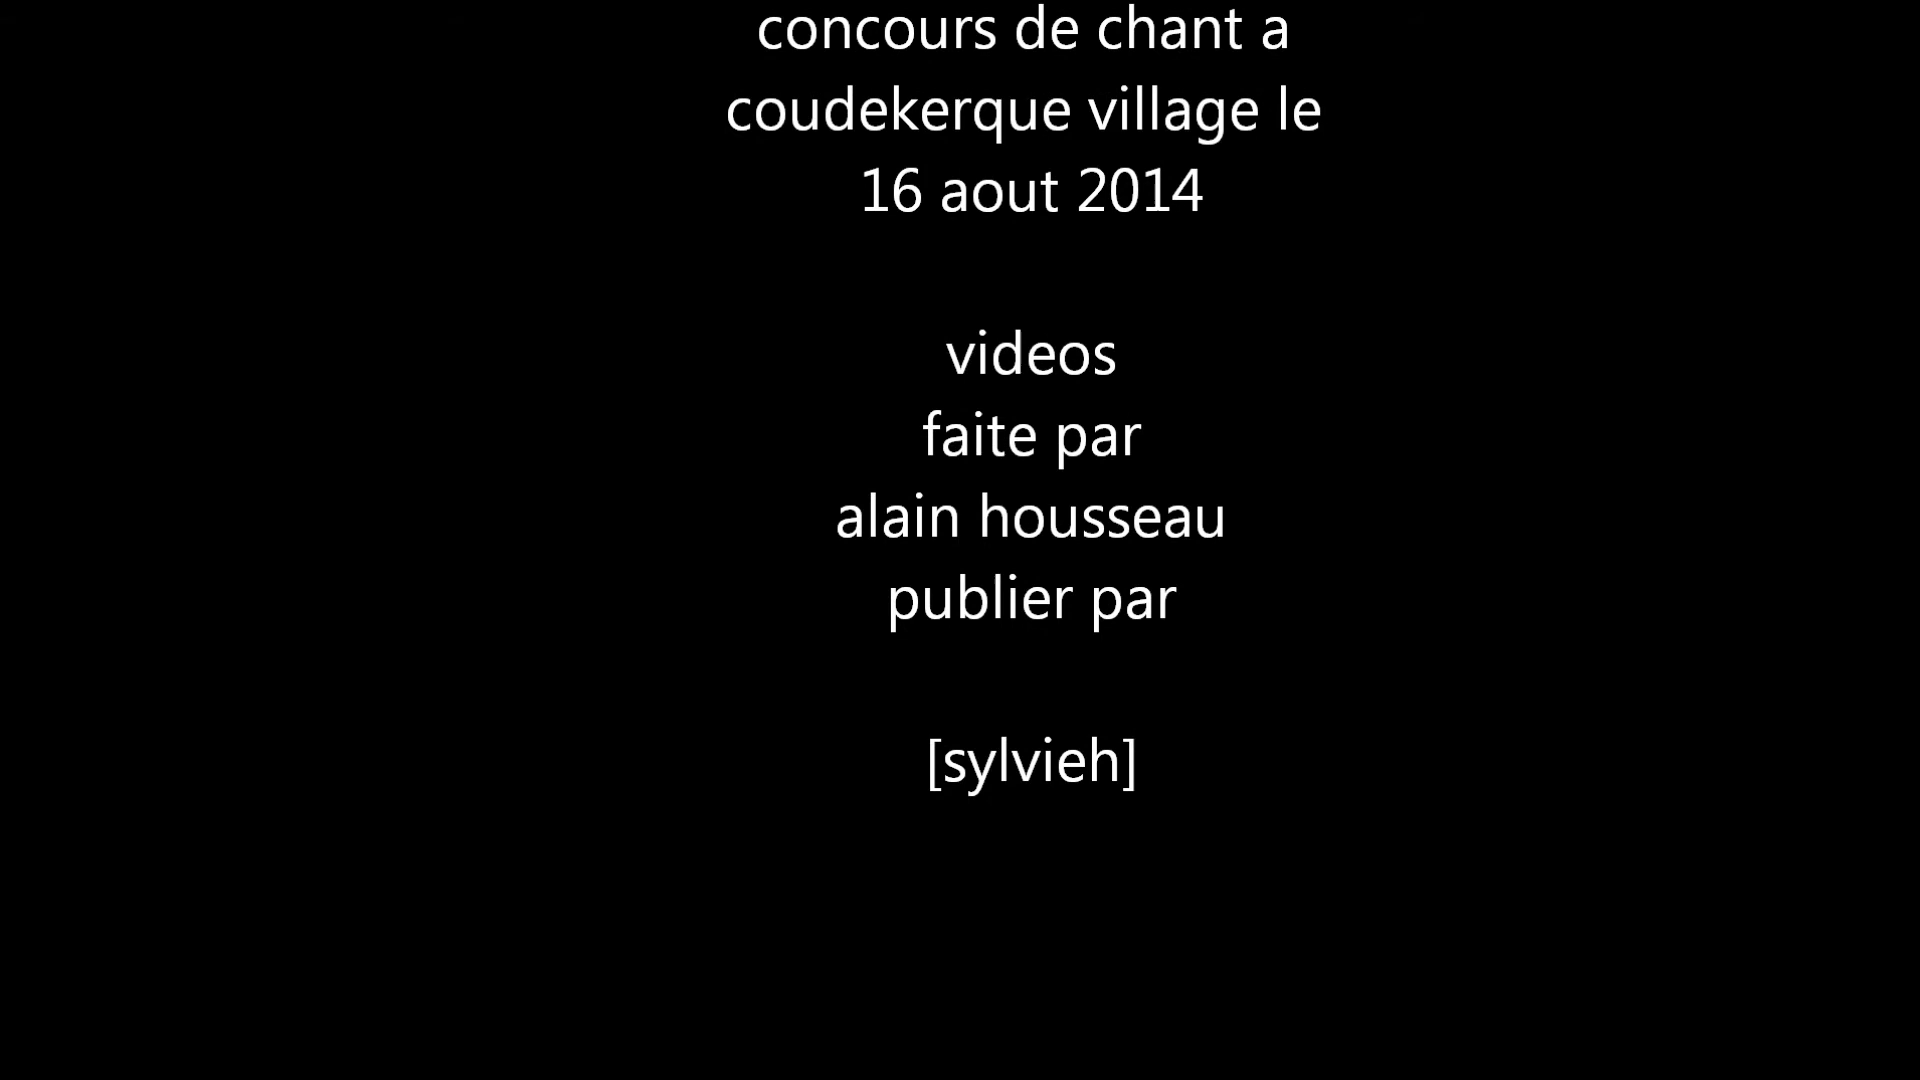 concours de chant a
coudekerque village le
16 aout 2014
videos
faite par
alain housseau
publier par
[sylvieh]